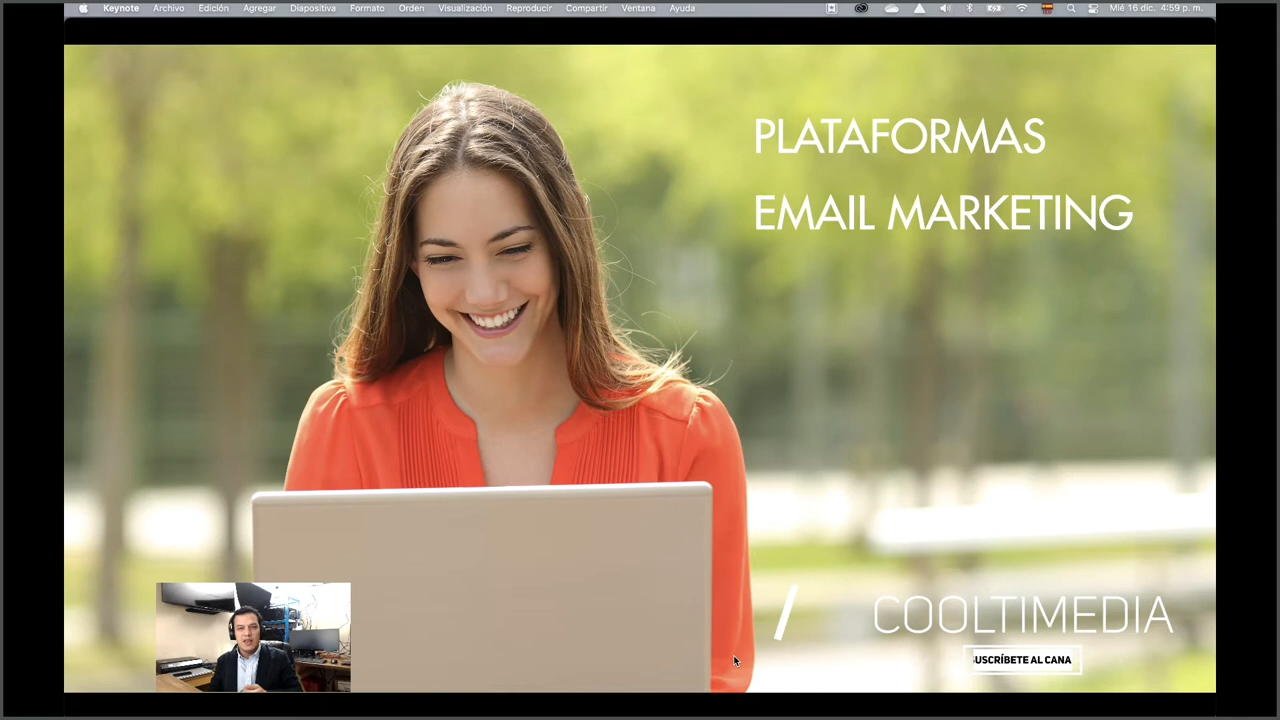 Keynote Archivo Edición Agregar Diapositiva Formato Orden Visualización Reproducir Compartir Ventana Ayuda Mié 16 dic. 4:59 p. m.
PLATAFORMAS
EMAIL MARKETING
/ COOLTIMEDIA
SUSCRÍBETE AL CANA